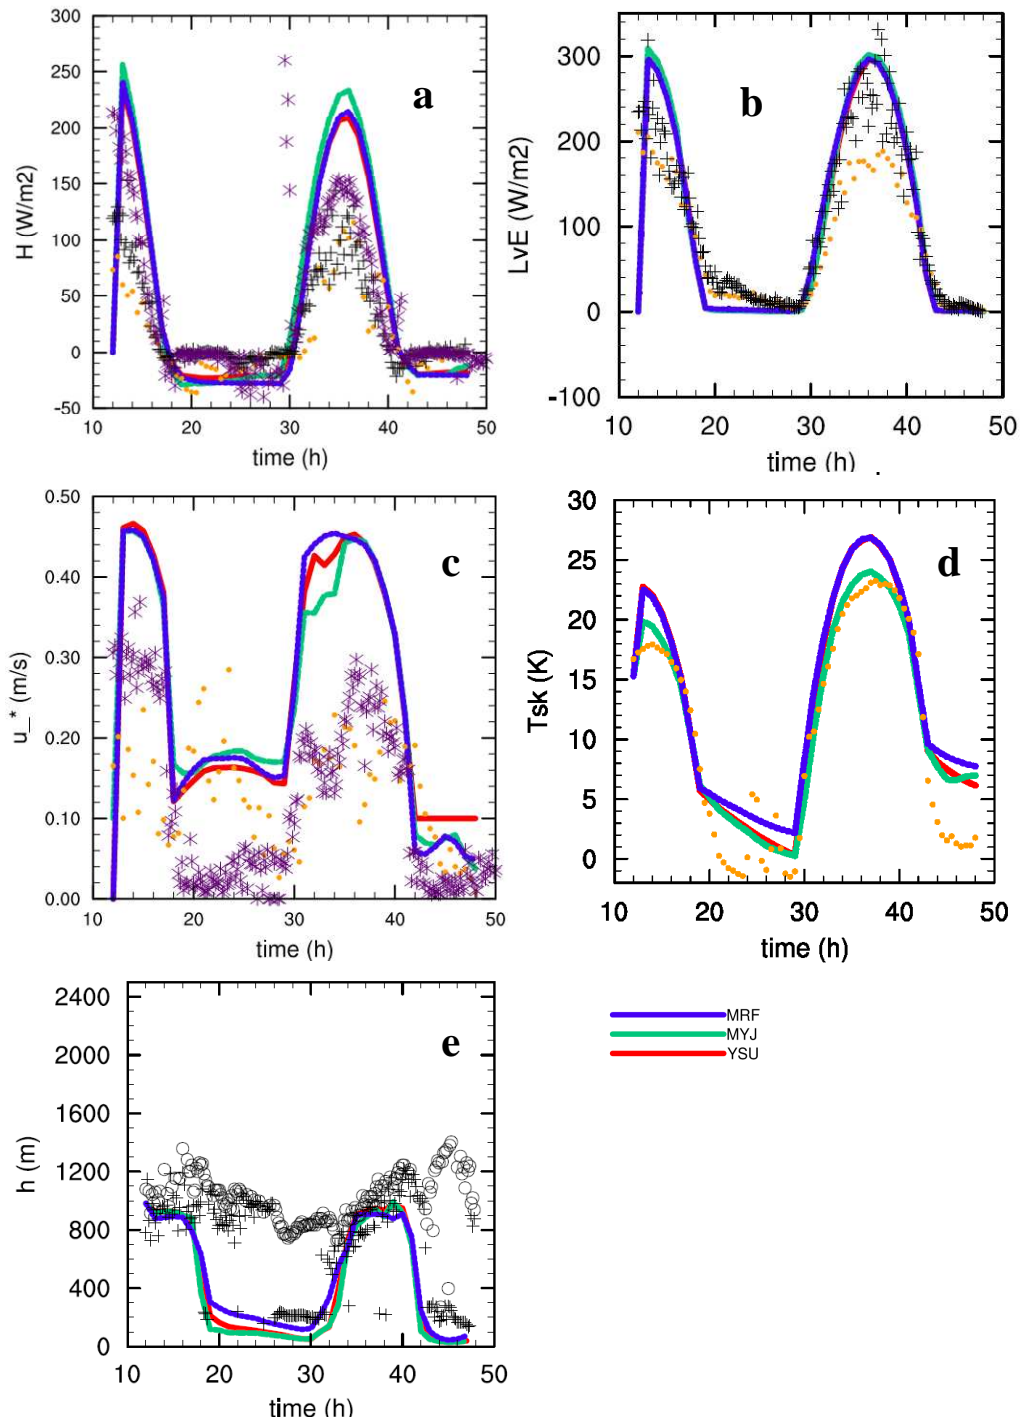 300
250
200
150
100
50
0
−50
H (W/m2)
a
10 20 30 40 50
time (h)
300
200
100
0
-100
LvE (W/m2)
b
10 20 30 40 50
time (h)
.
0.50
0.40
0.30
0.20
0.10
0.00
u_* (m/s)
c
10 20 30 40 50
time (h)
30
25
20
15
10
5
0
Tsk (K)
d
10 20 30 40 50
time (h)
2400
2000
1600
1200
800
400
0
h (m)
e
10 20 30 40 50
time (h)
MRF
MYJ
YSU